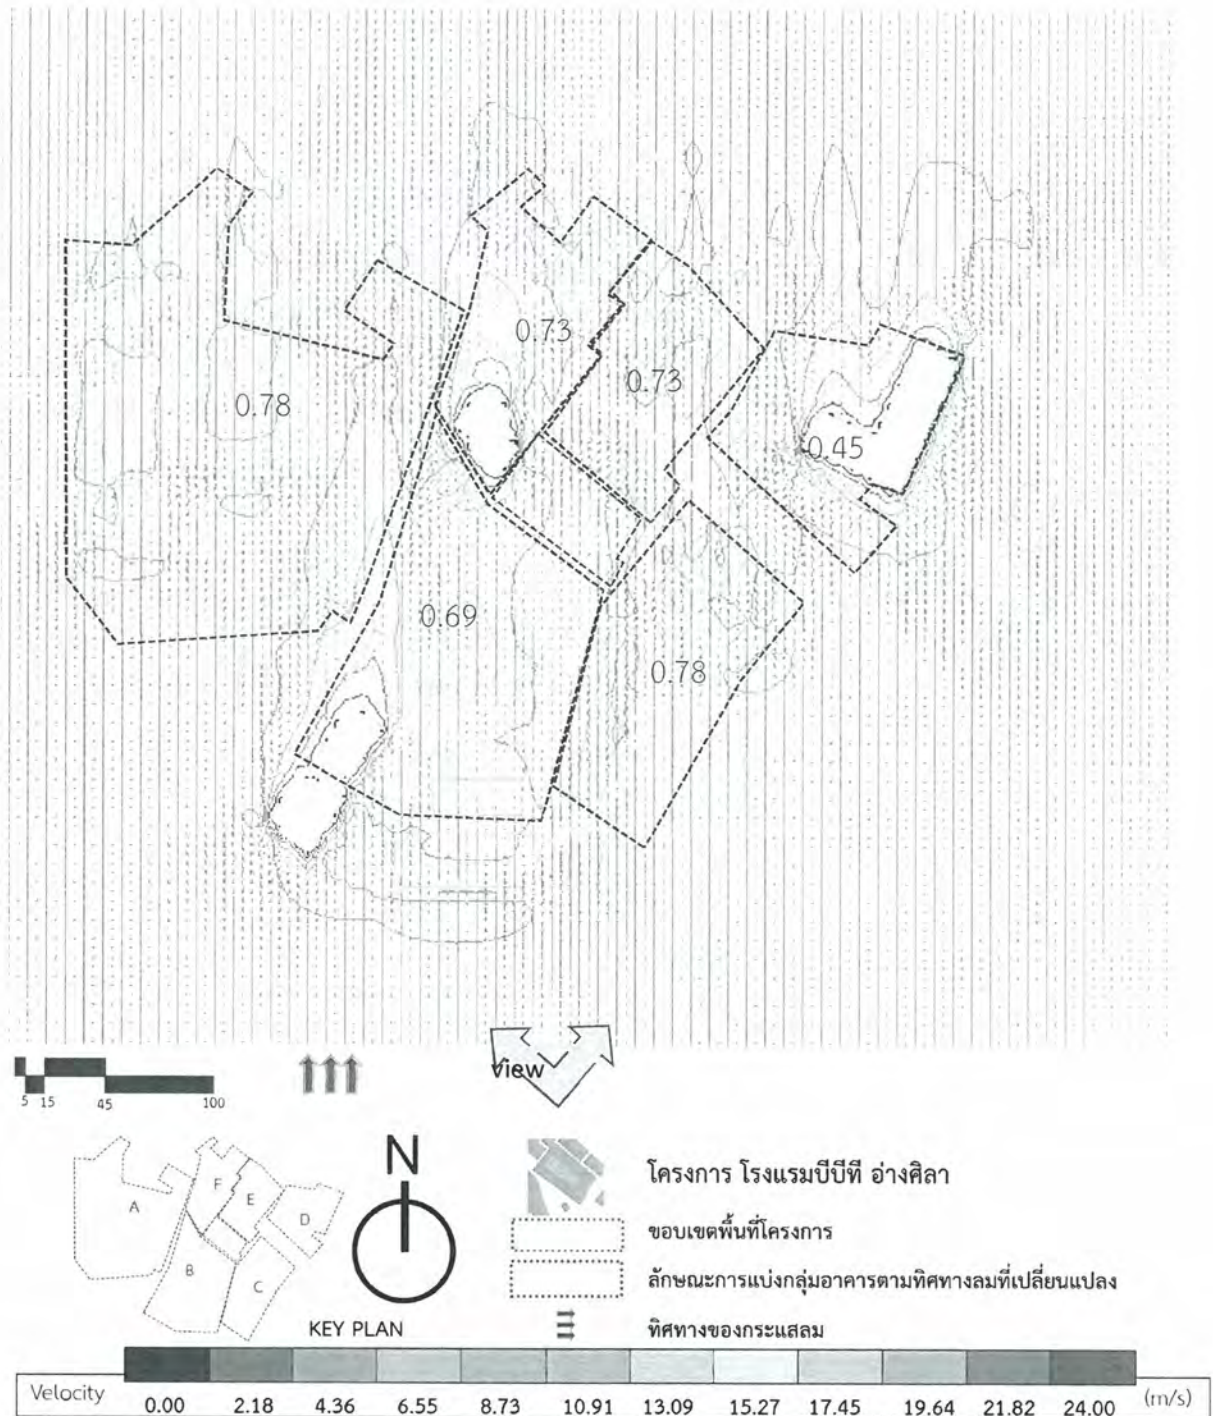 0.73
0.73
0.78
0.45
0.69
0.78
view
5 15 45 100
N
A
F
E
D
B
C
KEY PLAN
โครงการ โรงแรมบีบีที อ่างศิลา
ขอบเขตพื้นที่โครงการ
ลักษณะการแบ่งกลุ่มอาคารตามทิศทางลมที่เปลี่ยนแปลง
ทิศทางของกระแสลม
Velocity 0.00 2.18 4.36 6.55 8.73 10.91 13.09 15.27 17.45 19.64 21.82 24.00 (m/s)